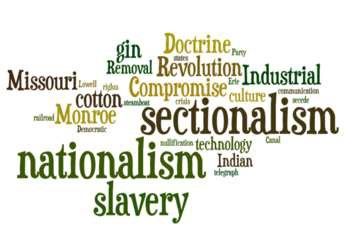 Doctrine
gin states Party
Removal Revolution Erie Industrial
Missouri Lowell rights Compromise communication
cotton steamboat crisis culture secede
railroad Monroe sectionalism
Democratic
nullification technology Canal
nationalism Indian
telegraph
slavery